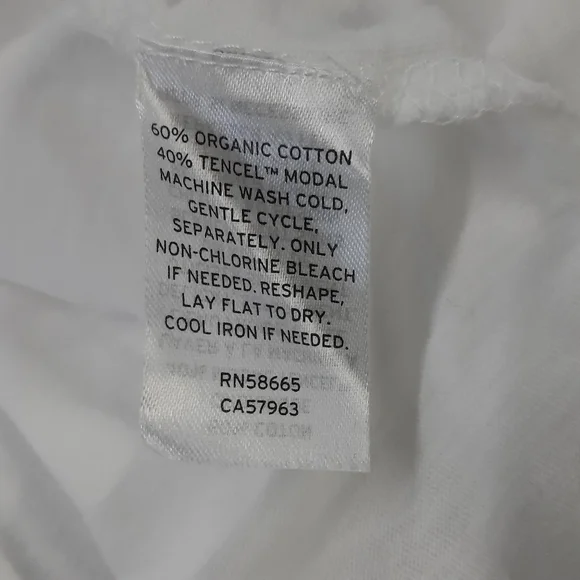 60% ORGANIC COTTON
40% TENCEL™ MODAL
MACHINE WASH COLD,
GENTLE CYCLE,
SEPARATELY. ONLY
NON-CHLORINE BLEACH
IF NEEDED. RESHAPE,
LAY FLAT TO DRY.
COOL IRON IF NEEDED.
RN58665
CA57963